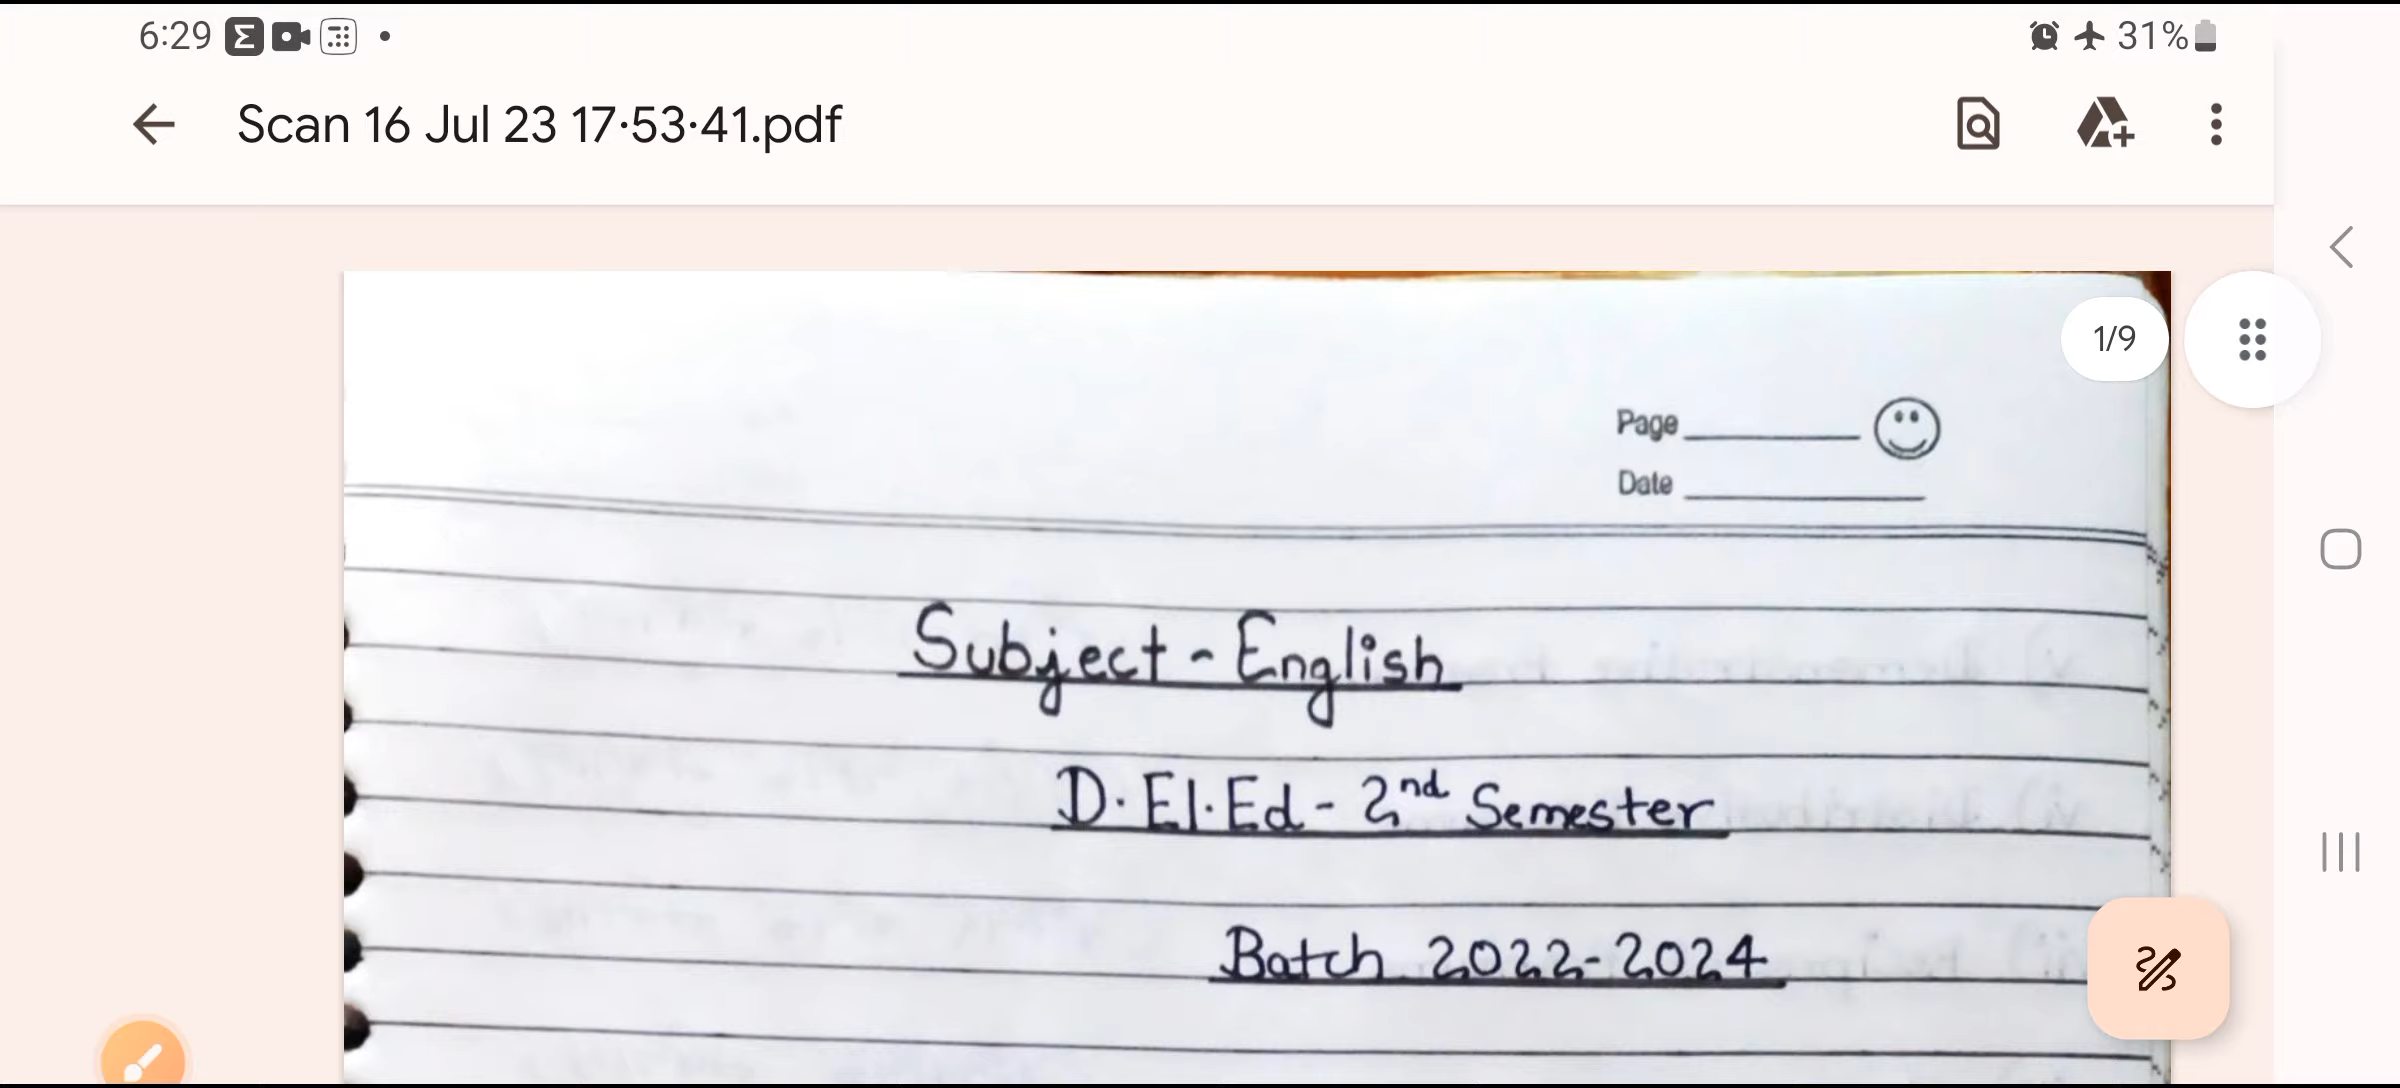 6:29
31%
Scan 16 Jul 23 17·53·41.pdf
1/9
Page
Date
Subject - English
D. El. Ed - 2nd Semester
Batch 2022-2024